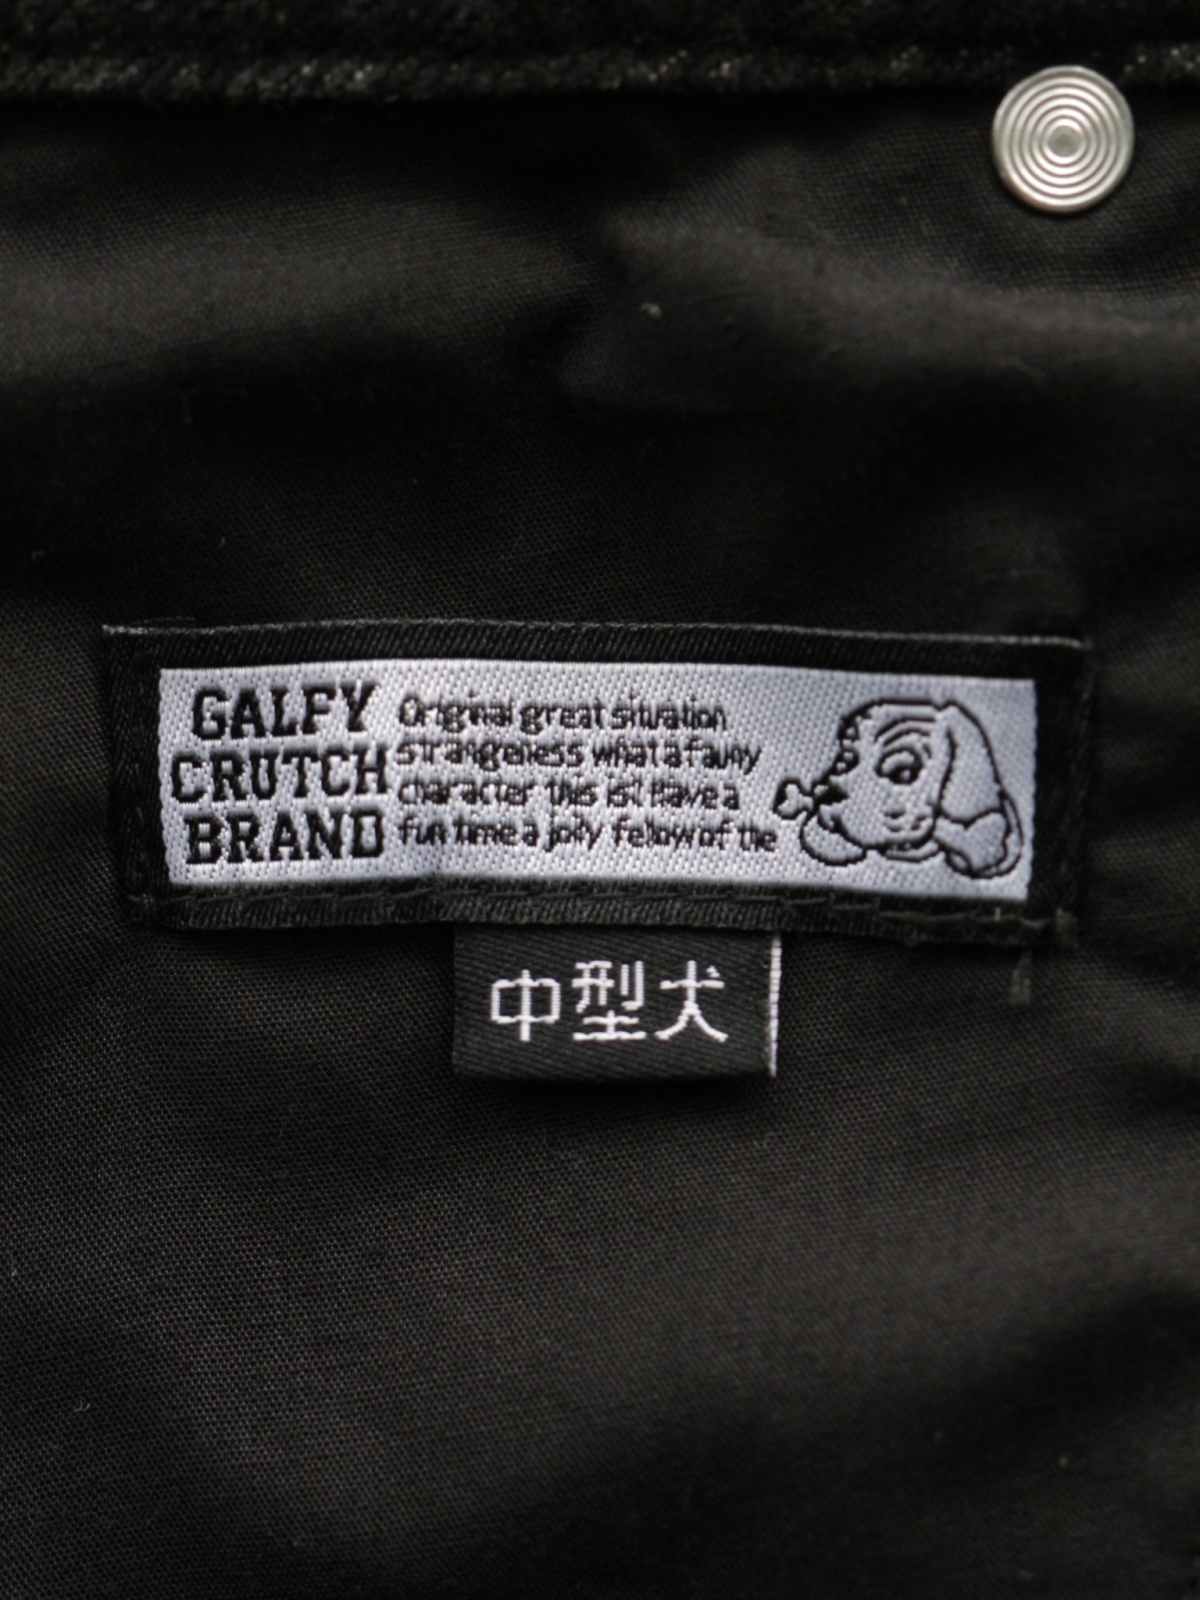 GALFY
CRUTCH
BRAND
Original great situation
strangeness what a fauny
character this is! Have a
fun time a jolly fellow of the
中型犬